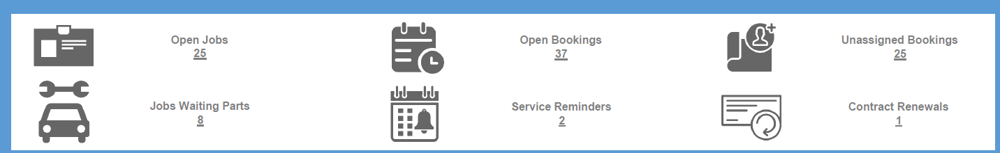 Open Jobs
25
Open Bookings
37
Unassigned Bookings
25
Jobs Waiting Parts
8
Service Reminders
2
Contract Renewals
1